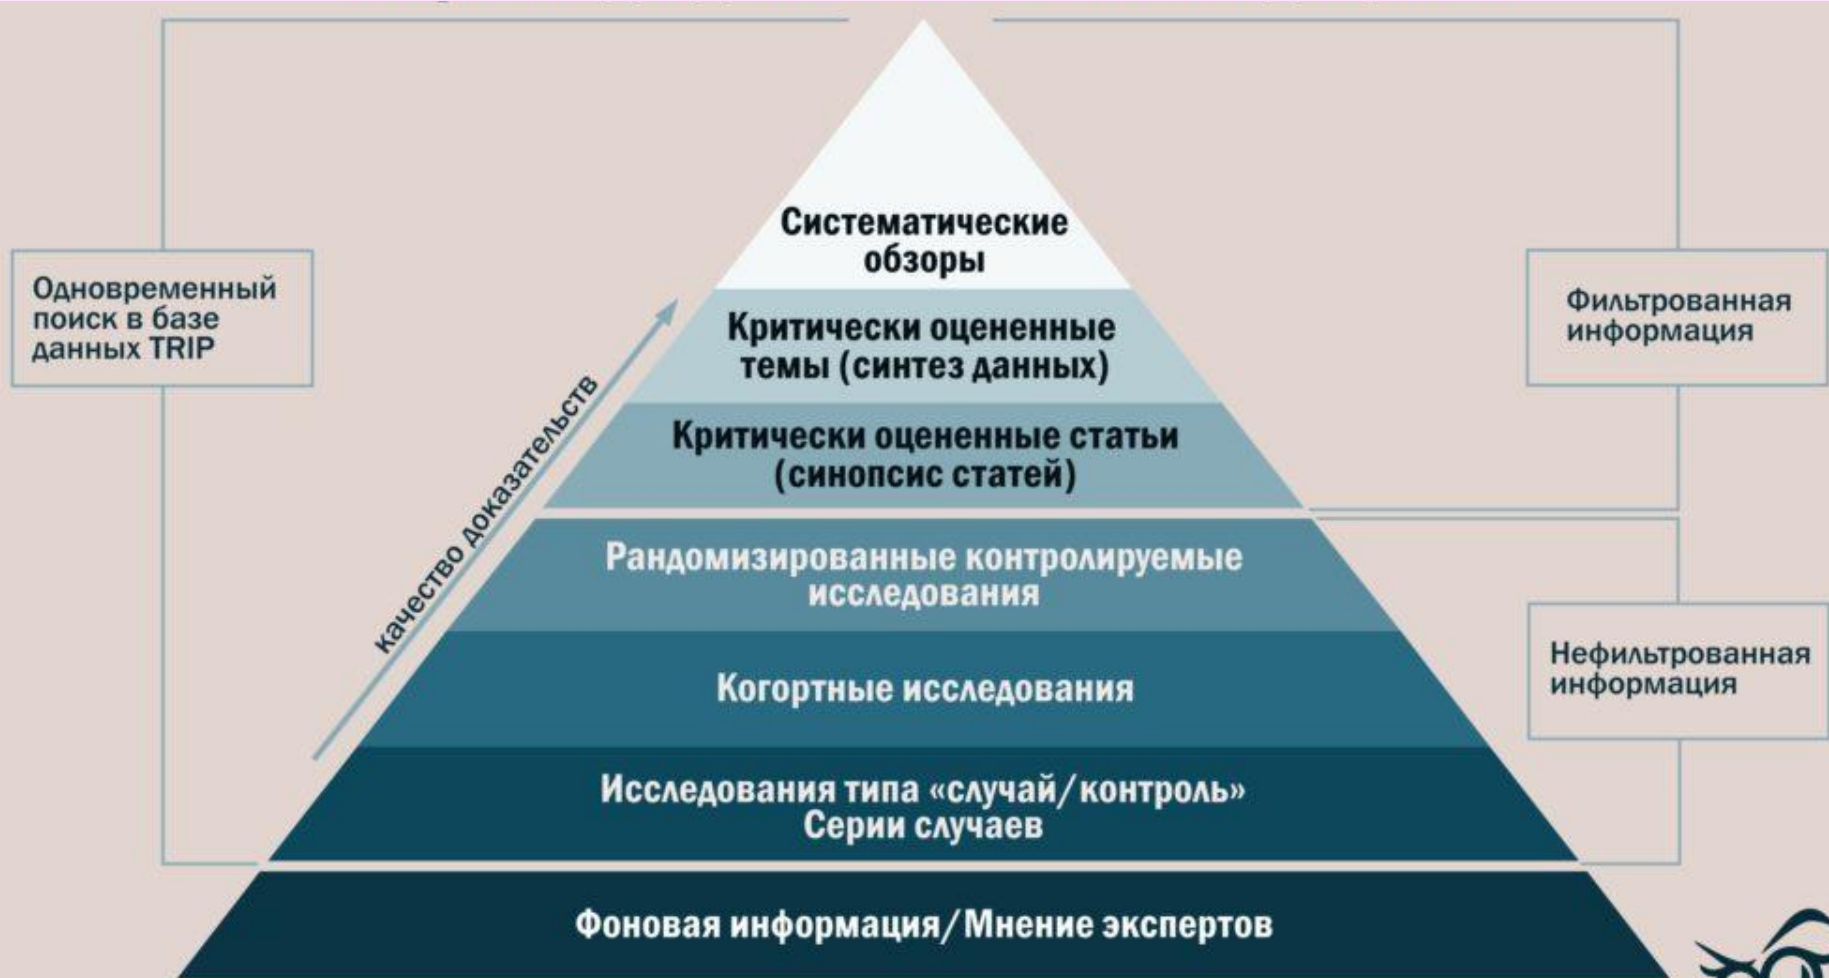 Систематические
обзоры
Одновременный
поиск в базе
данных TRIP
Фильтрованная
информация
Критически оцененные
темы (синтез данных)
Критически оцененные статьи
(синопсис статей)
качество доказательств
Рандомизированные контролируемые
исследования
Когортные исследования
Нефильтрованная
информация
Исследования типа «случай/контроль»
Серии случаев
Фоновая информация/Мнение экспертов